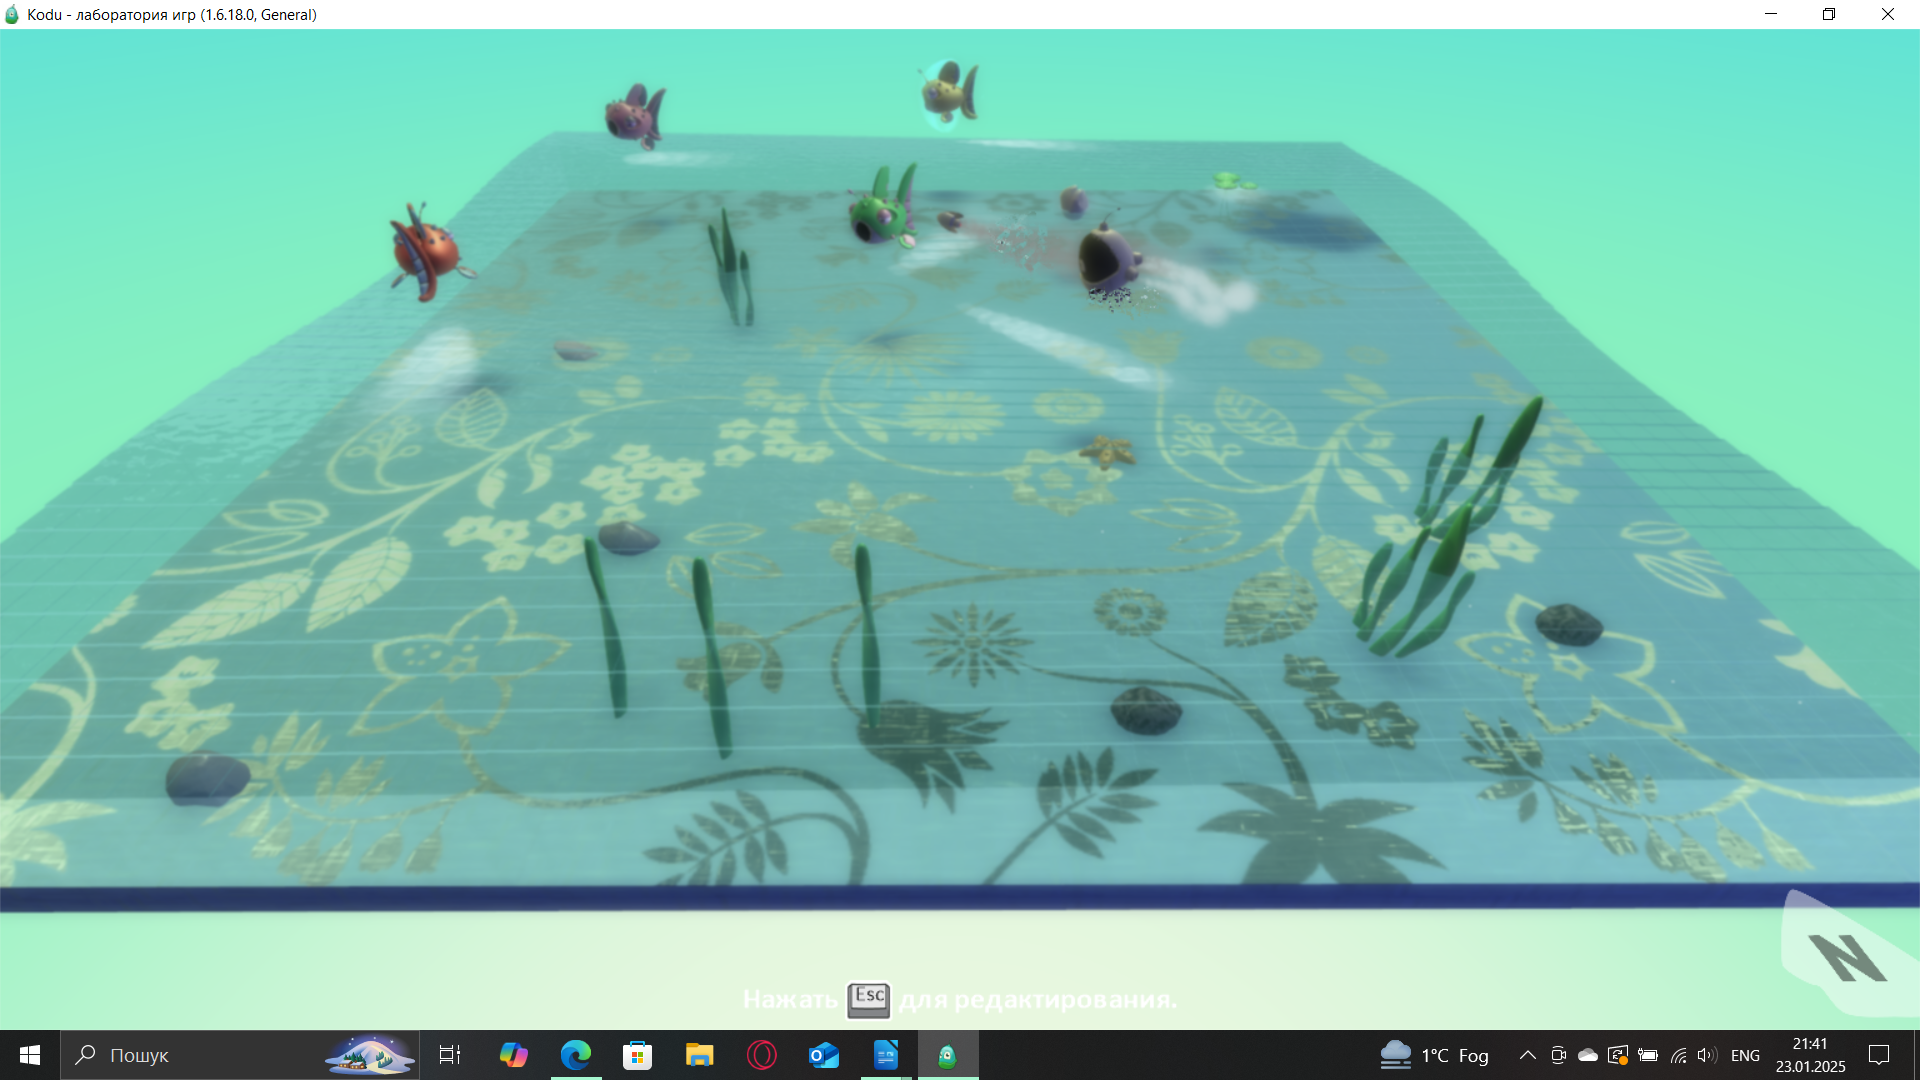 Kodu - лаборатория игр (1.6.18.0, General)
N
Нажать Esc для редактирования.
Пошук
1°C Fog
ENG
21:41
23.01.2025